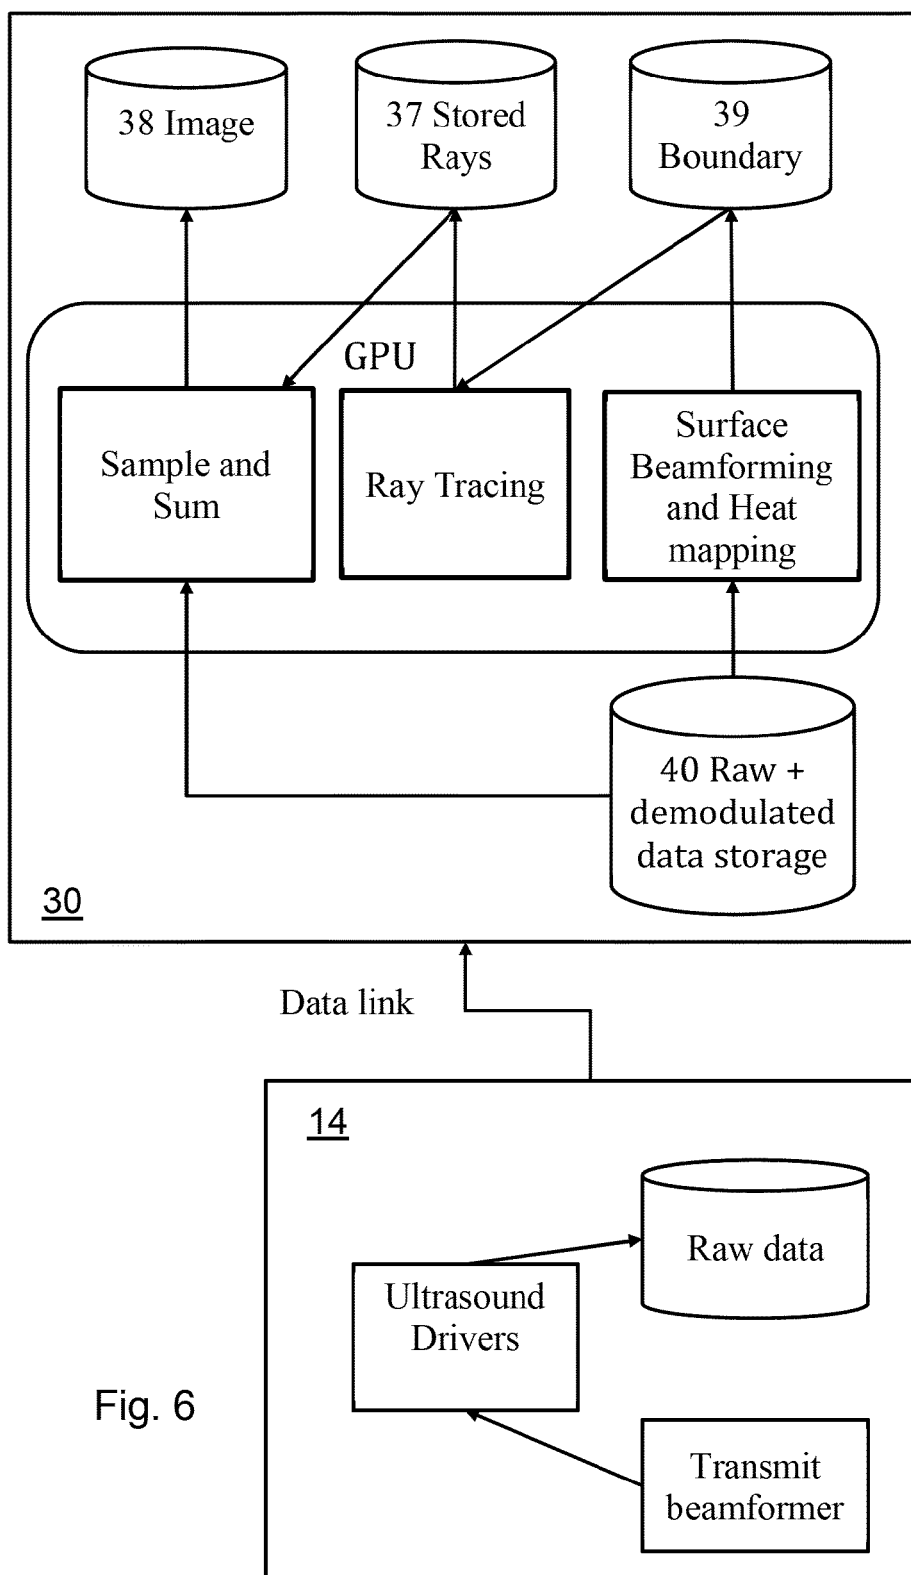 38 Image
37 Stored
Rays
39
Boundary
GPU
Sample and
Sum
Ray Tracing
Surface
Beamforming
and Heat
mapping
40 Raw +
demodulated
data storage
30
Data link
14
Raw data
Ultrasound
Drivers
Fig. 6
Transmit
beamformer